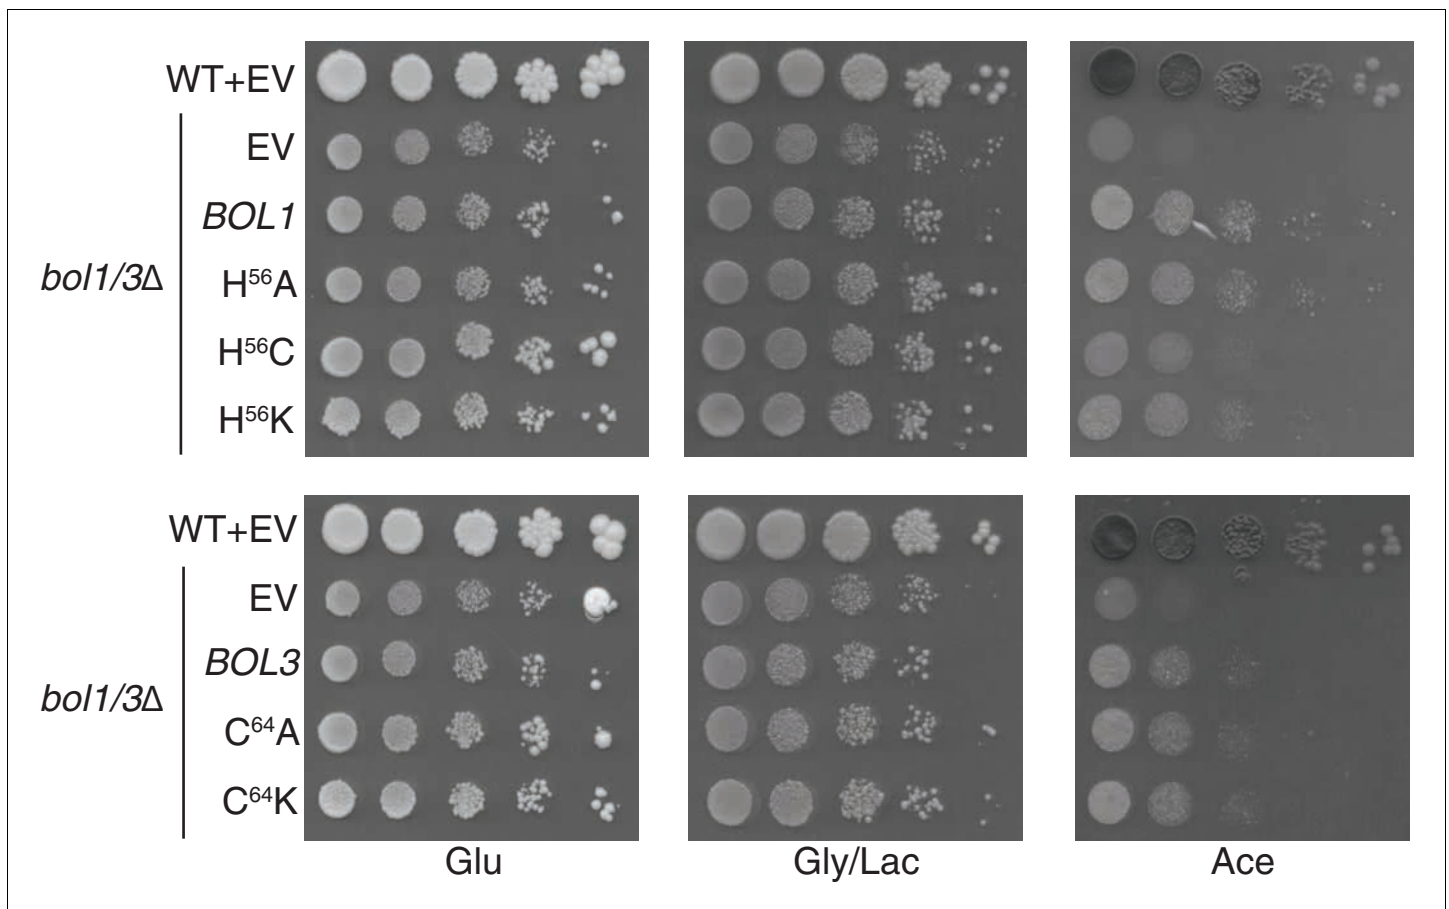 WT+EV
EV
BOL1
bol1/3Δ
H⁵⁶A
H⁵⁶C
H⁵⁶K
WT+EV
EV
BOL3
bol1/3Δ
C⁶⁴A
C⁶⁴K
Glu Gly/Lac Ace